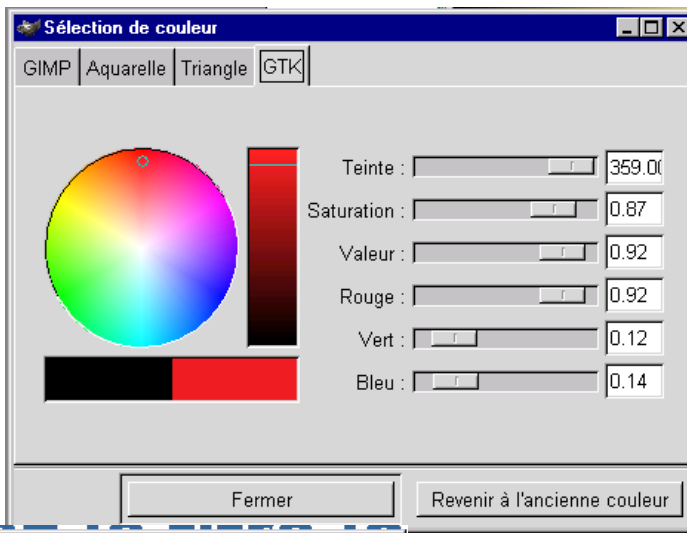 Sélection de couleur
GIMP Aquarelle Triangle GTK
Teinte : 359.0
Saturation : 0.87
Valeur : 0.92
Rouge : 0.92
Vert : 0.12
Bleu : 0.14
Fermer Revenir à l'ancienne couleur